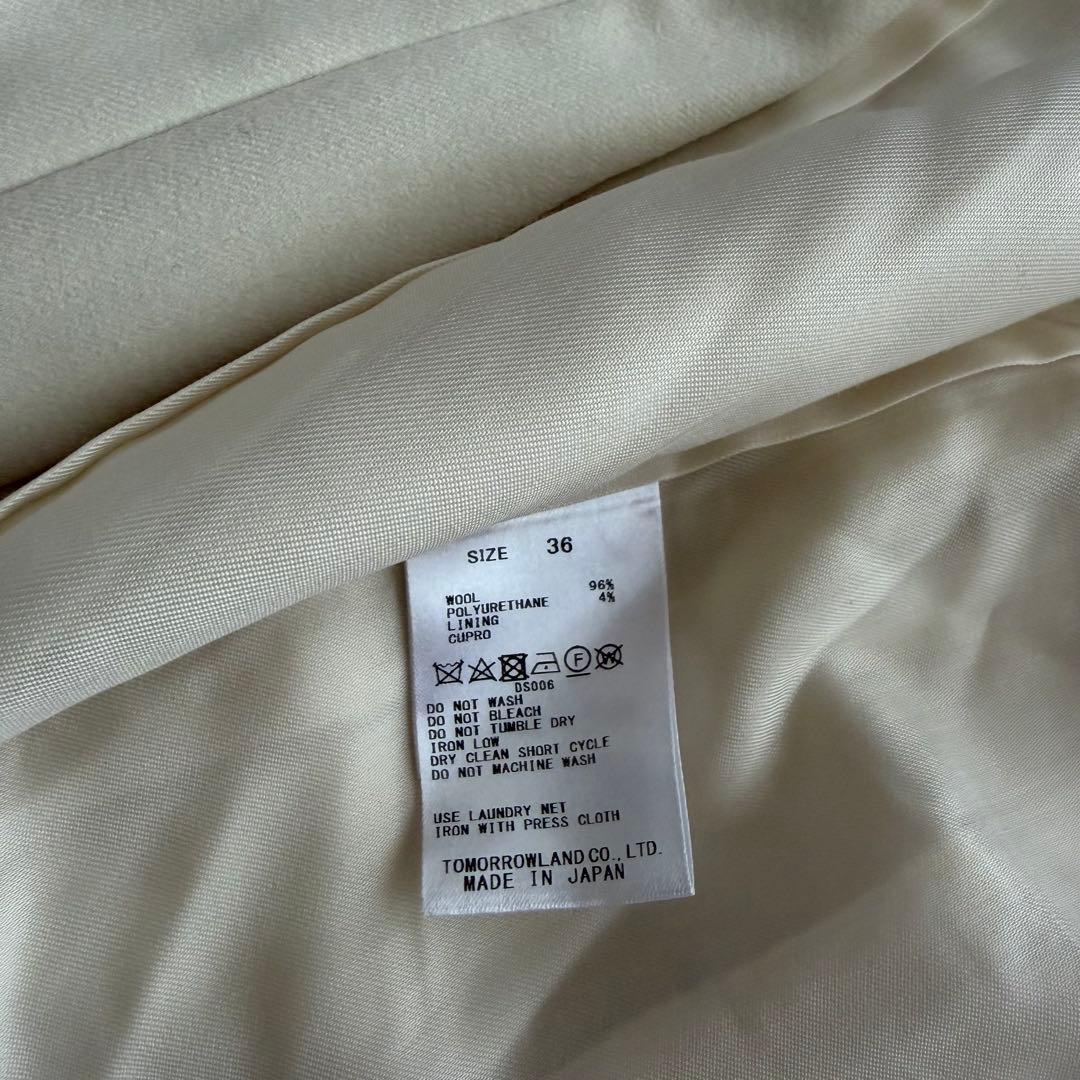 SIZE 36
WOOL 96%
POLYURETHANE 4%
LINING
CUPRO
F W
DS006
DO NOT WASH
DO NOT BLEACH
DO NOT TUMBLE DRY
IRON LOW
DRY CLEAN SHORT CYCLE
DO NOT MACHINE WASH
USE LAUNDRY NET
IRON WITH PRESS CLOTH
TOMORROWLAND CO., LTD.
MADE IN JAPAN